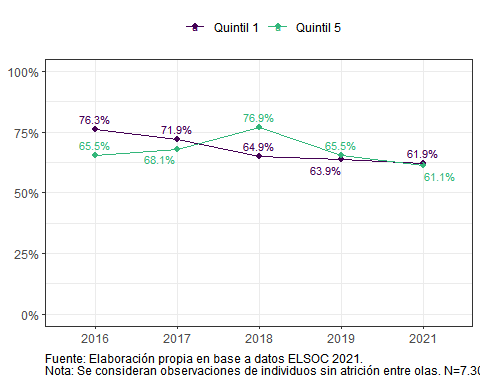 Quintil 1 Quintil 5
100%
75%
50%
25%
0%
76.3% 71.9% 64.9% 63.9% 61.9%
65.5% 68.1% 76.9% 65.5% 61.1%
2016 2017 2018 2019 2021
Fuente: Elaboración propia en base a datos ELSOC 2021.
Nota: Se consideran observaciones de individuos sin atrición entre olas. N=7.30